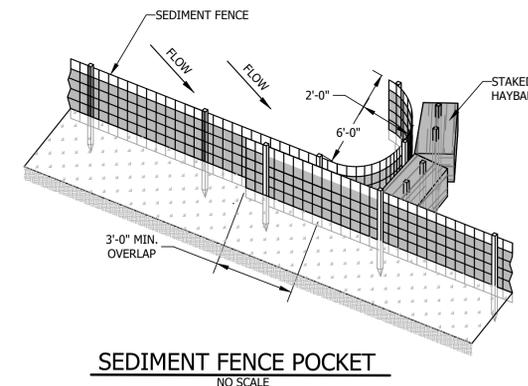 SEDIMENT FENCE
FLOW
FLOW
STAKED
HAYBA
2'-0"
6'-0"
3'-0" MIN.
OVERLAP
SEDIMENT FENCE POCKET
NO SCALE